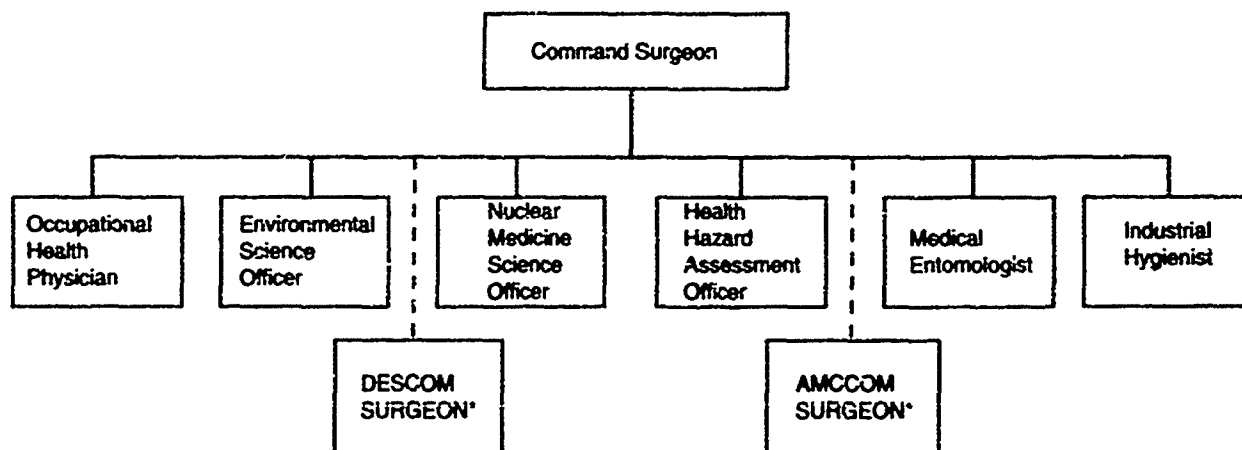 Command Surgeon
Occupational
Health
Physician
Environmental
Science
Officer
Nuclear
Medicine
Science
Officer
Health
Hazard
Assessment
Officer
Medical
Entomologist
Industrial
Hygienist
DESCOM
SURGEON*
AMCCOM
SURGEON*